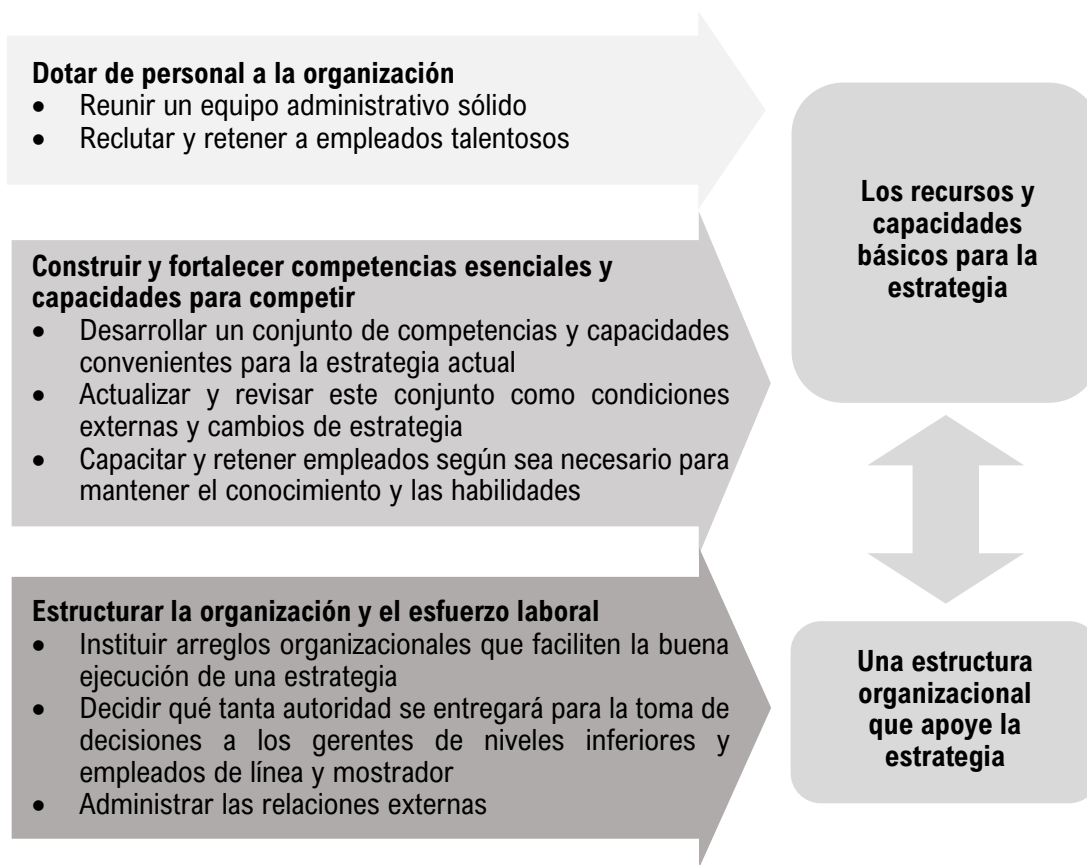 Dotar de personal a la organización
• Reunir un equipo administrativo sólido
• Reclutar y retener a empleados talentosos
Construir y fortalecer competencias esenciales y
capacidades para competir
• Desarrollar un conjunto de competencias y capacidades
convenientes para la estrategia actual
• Actualizar y revisar este conjunto como condiciones
externas y cambios de estrategia
• Capacitar y retener empleados según sea necesario para
mantener el conocimiento y las habilidades
Estructurar la organización y el esfuerzo laboral
• Instituir arreglos organizacionales que faciliten la buena
ejecución de una estrategia
• Decidir qué tanta autoridad se entregará para la toma de
decisiones a los gerentes de niveles inferiores y
empleados de línea y mostrador
• Administrar las relaciones externas
Los recursos y
capacidades
básicos para la
estrategia
Una estructura
organizacional
que apoye la
estrategia